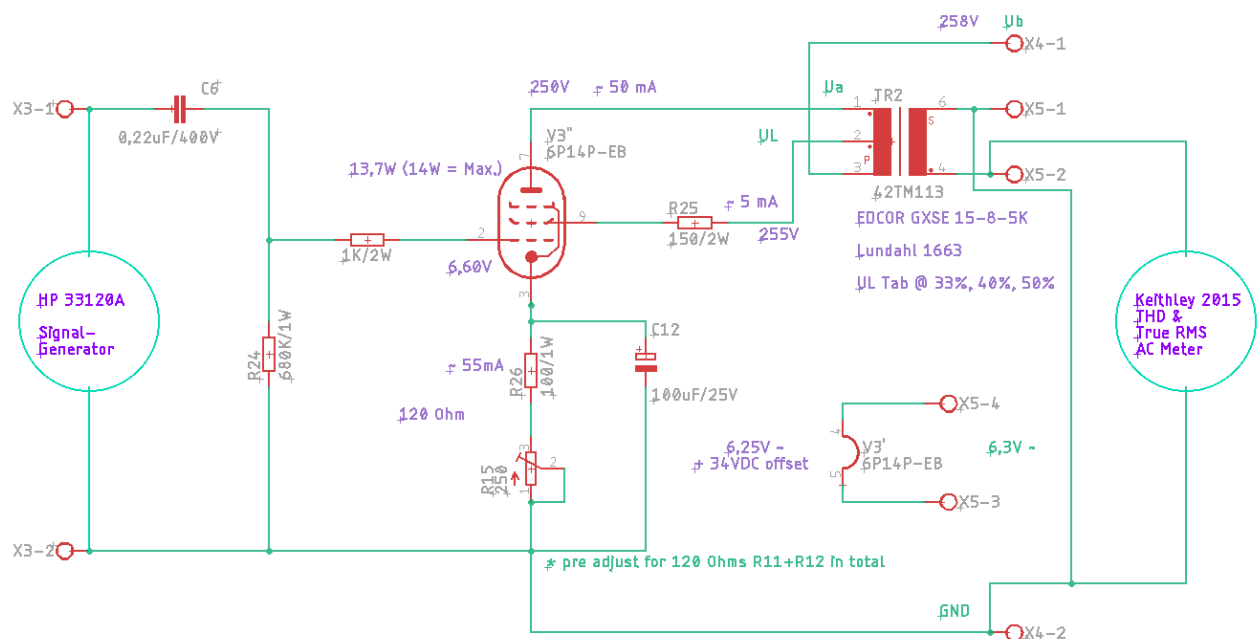 258V Ub
X4-1
C6
X3-1
0,22uF/400V
250V ~ 50 mA Ua
TR2
1 6
X5-1
V3"
6P14P-EB
7
UL
2
S
P
3 4
X5-2
13,7W (14W = Max.)
42TM113
~ 5 mA
R25
9
150/2W
255V
EDCOR GXSE 15-8-5K
Lundahl 1663
UL Tab @ 33%, 40%, 50%
2
1K/2W
6,60V
3
HP 33120A
Signal-
Generator
Keithley 2015
THD &
True RMS
AC Meter
R24
680K/1W
~ 55mA
R26
100/1W
C12
100uF/25V
120 Ohm
X5-4
4
6,25V ~
+ 34VDC offset
V3'
6P14P-EB
6,3V ~
5
X5-3
3
2
R15
250
1
X3-2
* pre adjust for 120 Ohms R11+R12 in total
GND
X4-2